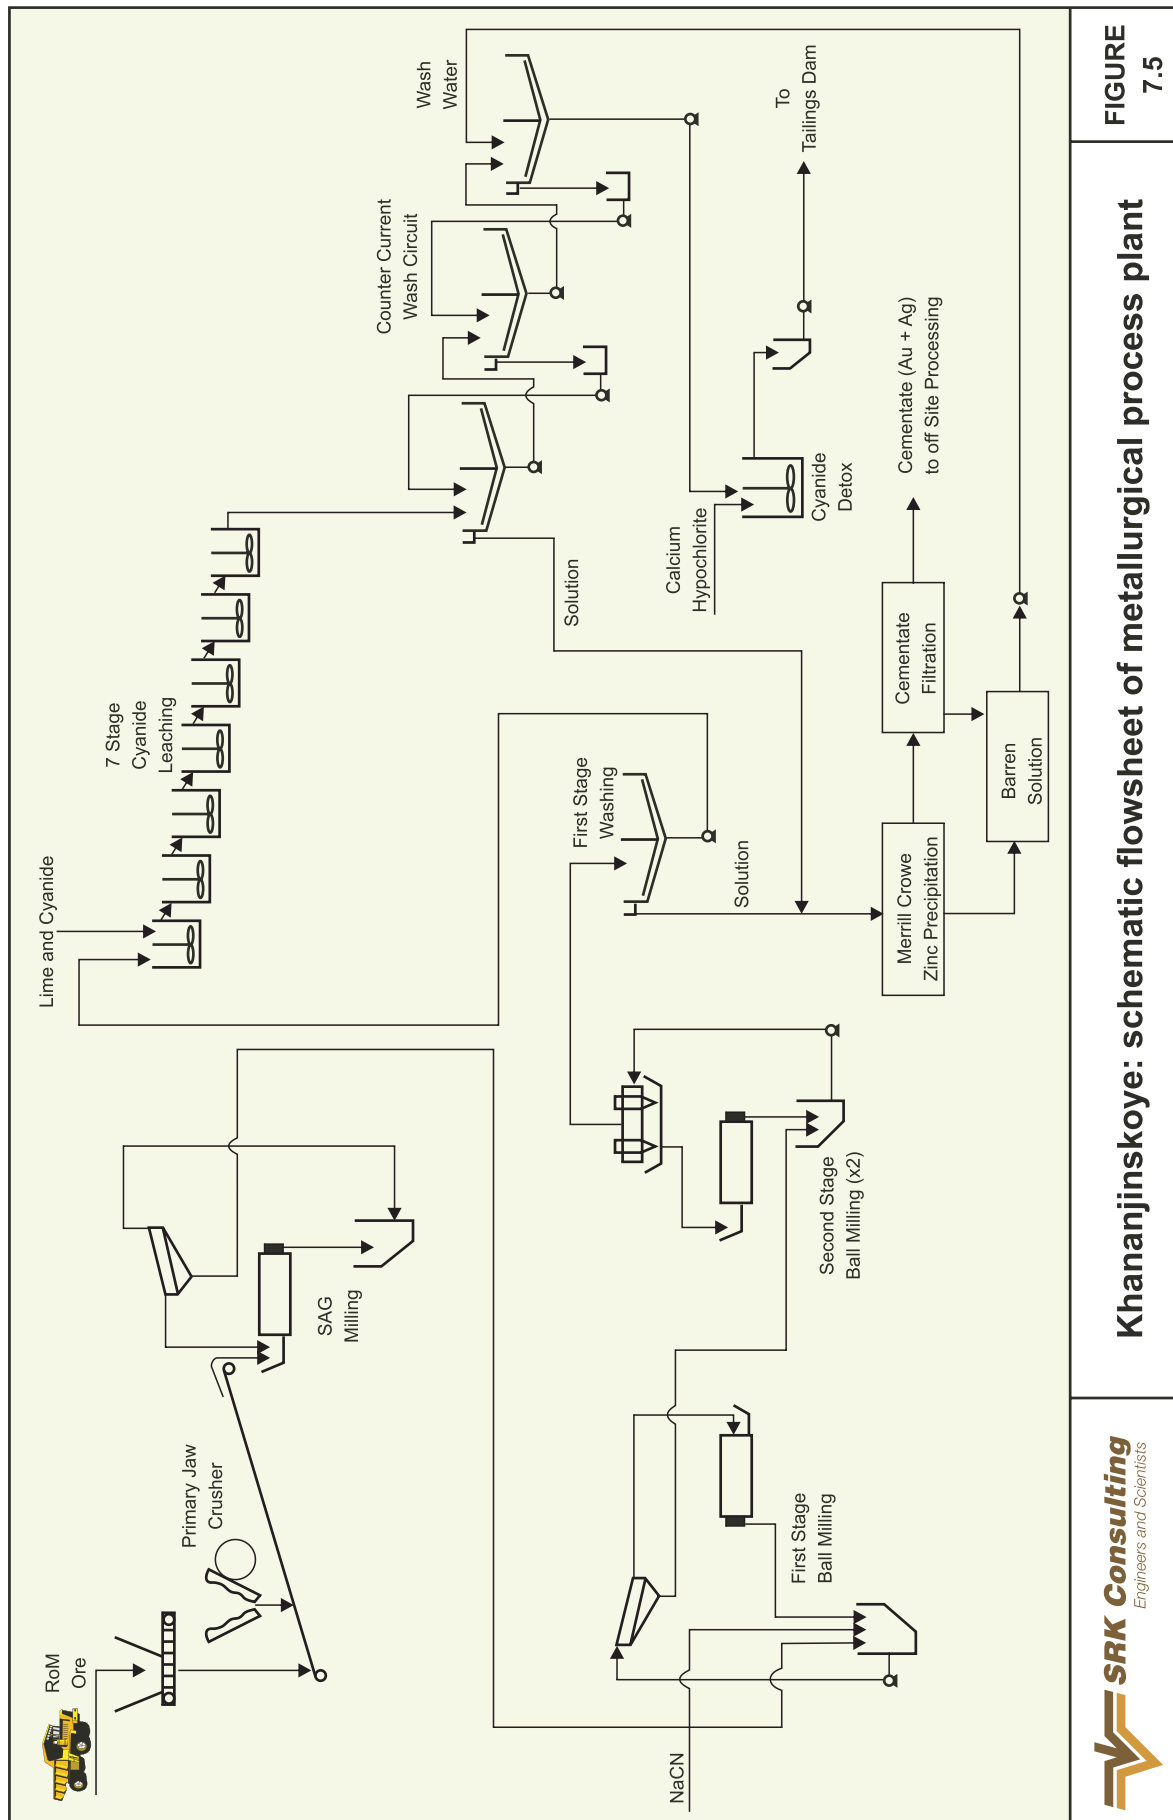 RoM
Ore
Primary Jaw
Crusher
SAG
Milling
Lime and Cyanide
7 Stage
Cyanide
Leaching
Counter Current
Wash Circuit
Wash
Water
NaCN
First Stage
Ball Milling
Second Stage
Ball Milling (x2)
First Stage
Washing
Solution
Solution
Calcium
Hypochlorite
Cyanide
Detox
To
Tailings Dam
Merrill Crowe
Zinc Precipitation
Cementate
Filtration
Cementate (Au + Ag)
to off Site Processing
Barren
Solution
SRK Consulting
Engineers and Scientists
Khananjinskoye: schematic flowsheet of metallurgical process plant
FIGURE
7.5